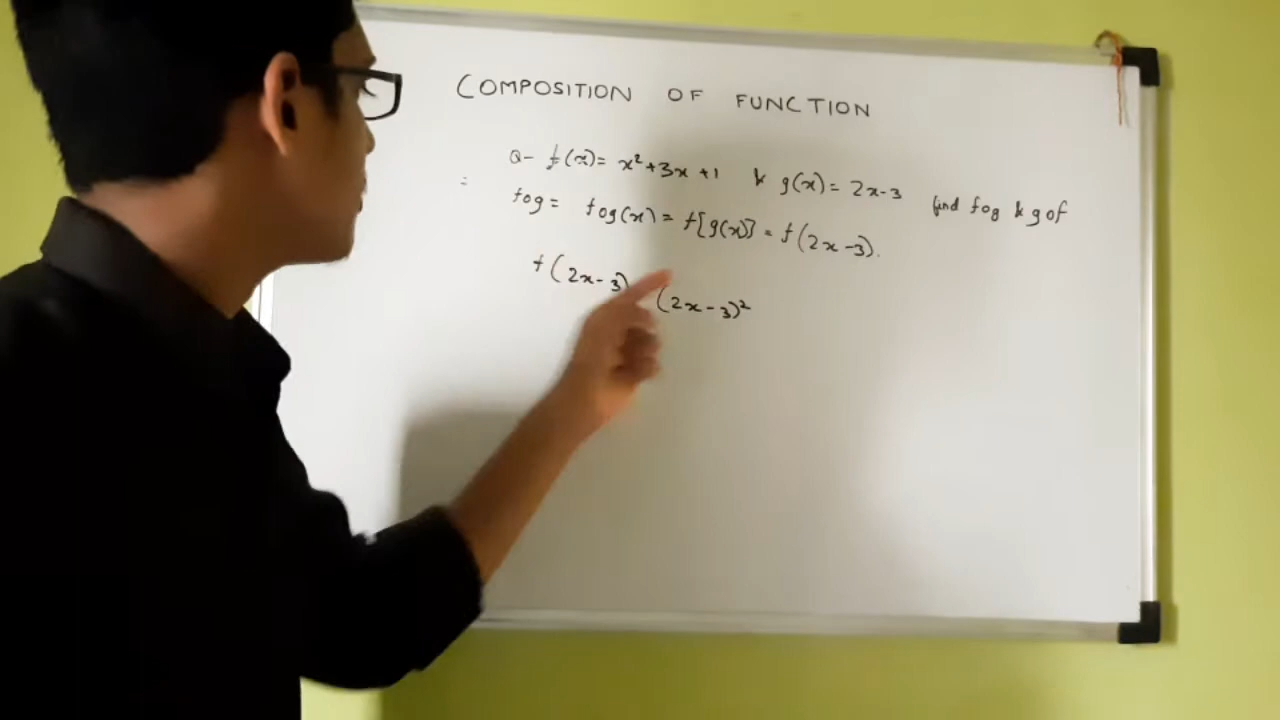 COMPOSITION OF FUNCTION
Q- f(x)= x²+3x+1 & g(x)= 2x-3 find fog & gof
=
fog = fog(x) = f[g(x)] = f(2x-3).
f(2x-3) (2x-3)²